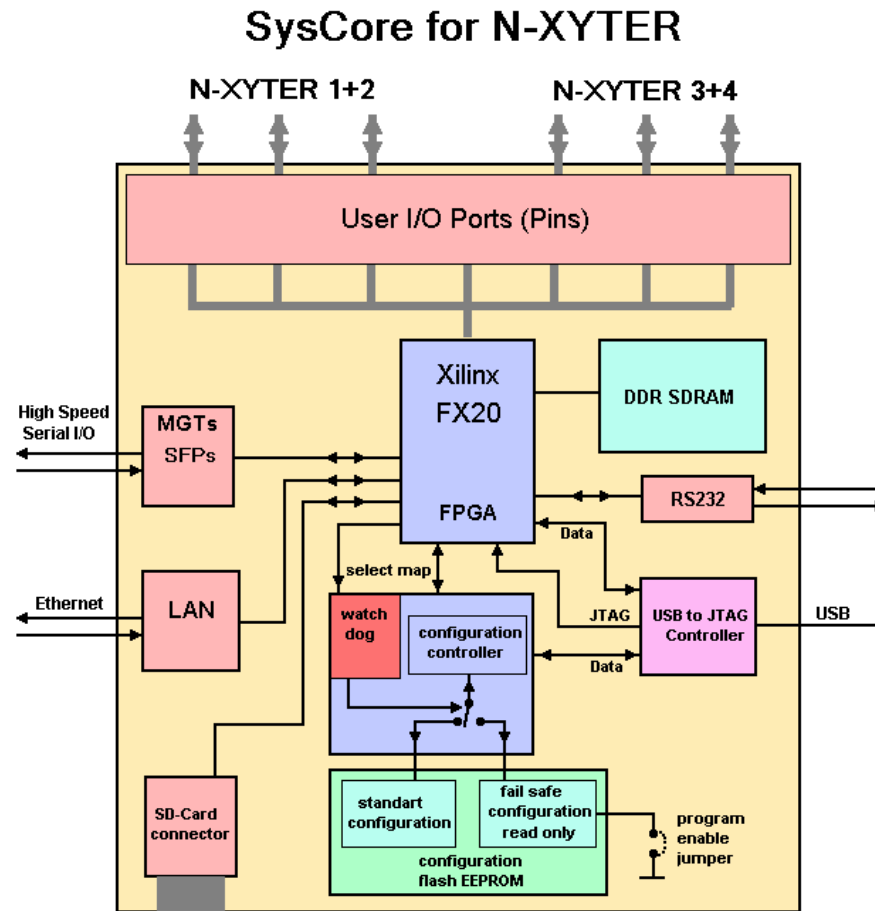 SysCore for N-XYTER
N-XYTER 1+2
N-XYTER 3+4
User I/O Ports (Pins)
Xilinx
FX20
FPGA
DDR SDRAM
High Speed
Serial I/O
MGTs
SFPs
RS232
Data
select map
Ethernet
LAN
watch
dog
configuration
controller
JTAG
USB to JTAG
Controller
USB
Data
SD-Card
connector
standart
configuration
fail safe
configuration
read only
configuration
flash EEPROM
program
enable
jumper